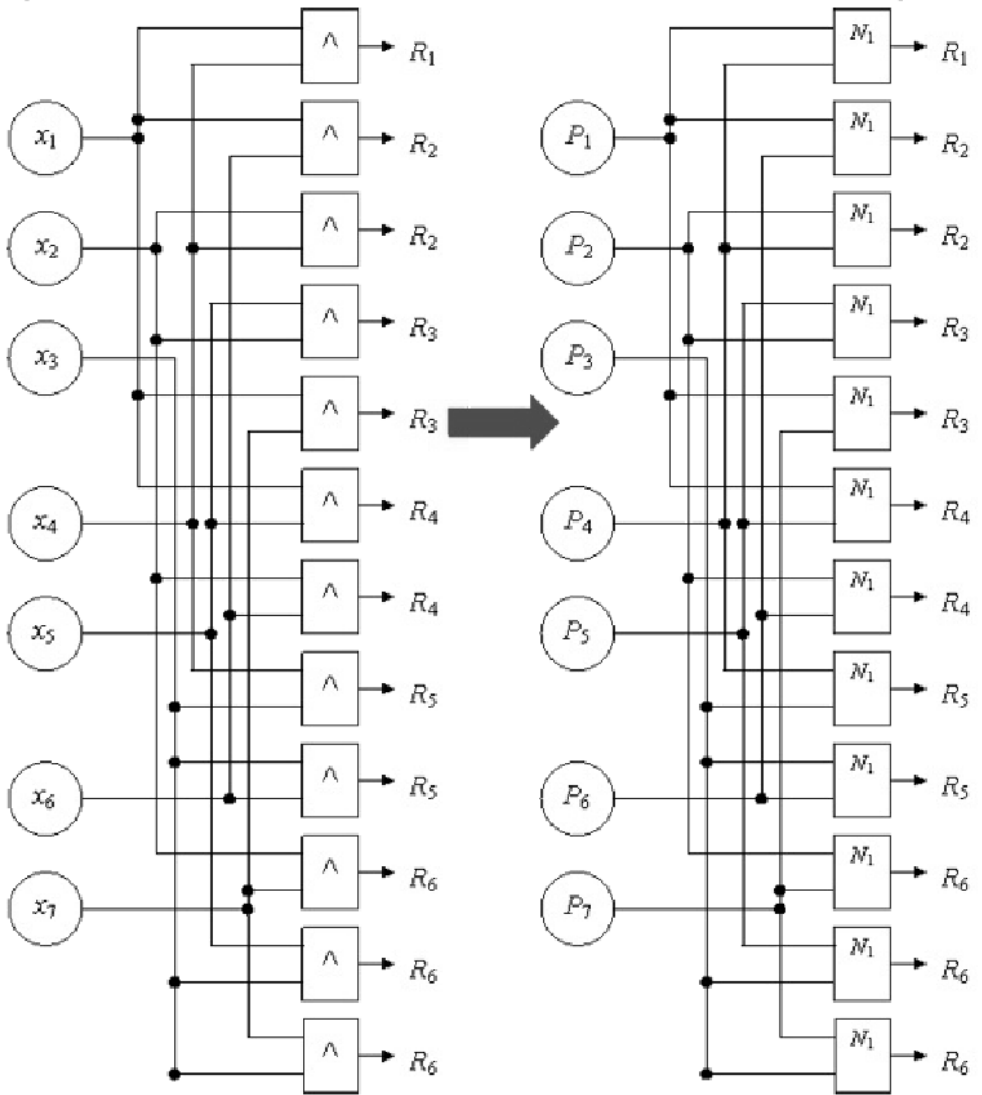 ∧ R₁ N₁ R₁
x₁ ∧ R₂ P₁ N₁ R₂
x₂ ∧ R₂ P₂ N₁ R₂
x₃ ∧ R₃ P₃ N₁ R₃
∧ R₃ N₁ R₃
x₄ ∧ R₄ P₄ N₁ R₄
x₅ ∧ R₄ P₅ N₁ R₄
∧ R₅ N₁ R₅
x₆ ∧ R₅ P₆ N₁ R₅
x₇ ∧ R₆ P₇ N₁ R₆
∧ R₆ N₁ R₆
∧ R₆ N₁ R₆